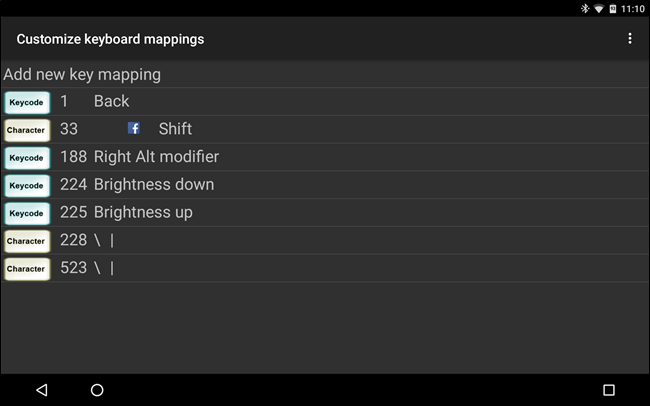 11:10
Customize keyboard mappings
Add new key mapping
Keycode 1 Back
Character 33 f Shift
Keycode 188 Right Alt modifier
Keycode 224 Brightness down
Keycode 225 Brightness up
Character 228 \ |
Character 523 \ |